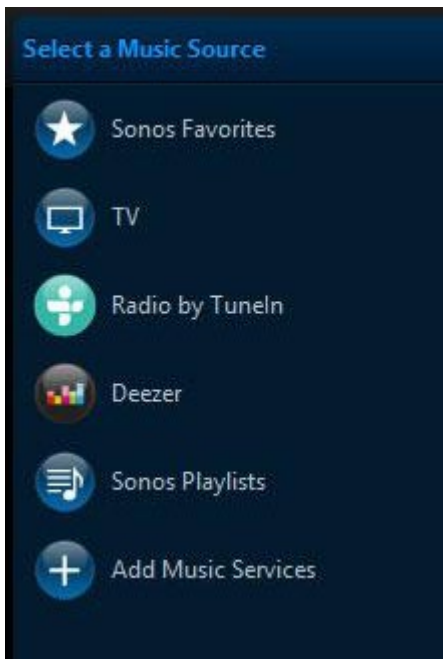 Select a Music Source
Sonos Favorites
TV
Radio by TuneIn
Deezer
Sonos Playlists
Add Music Services